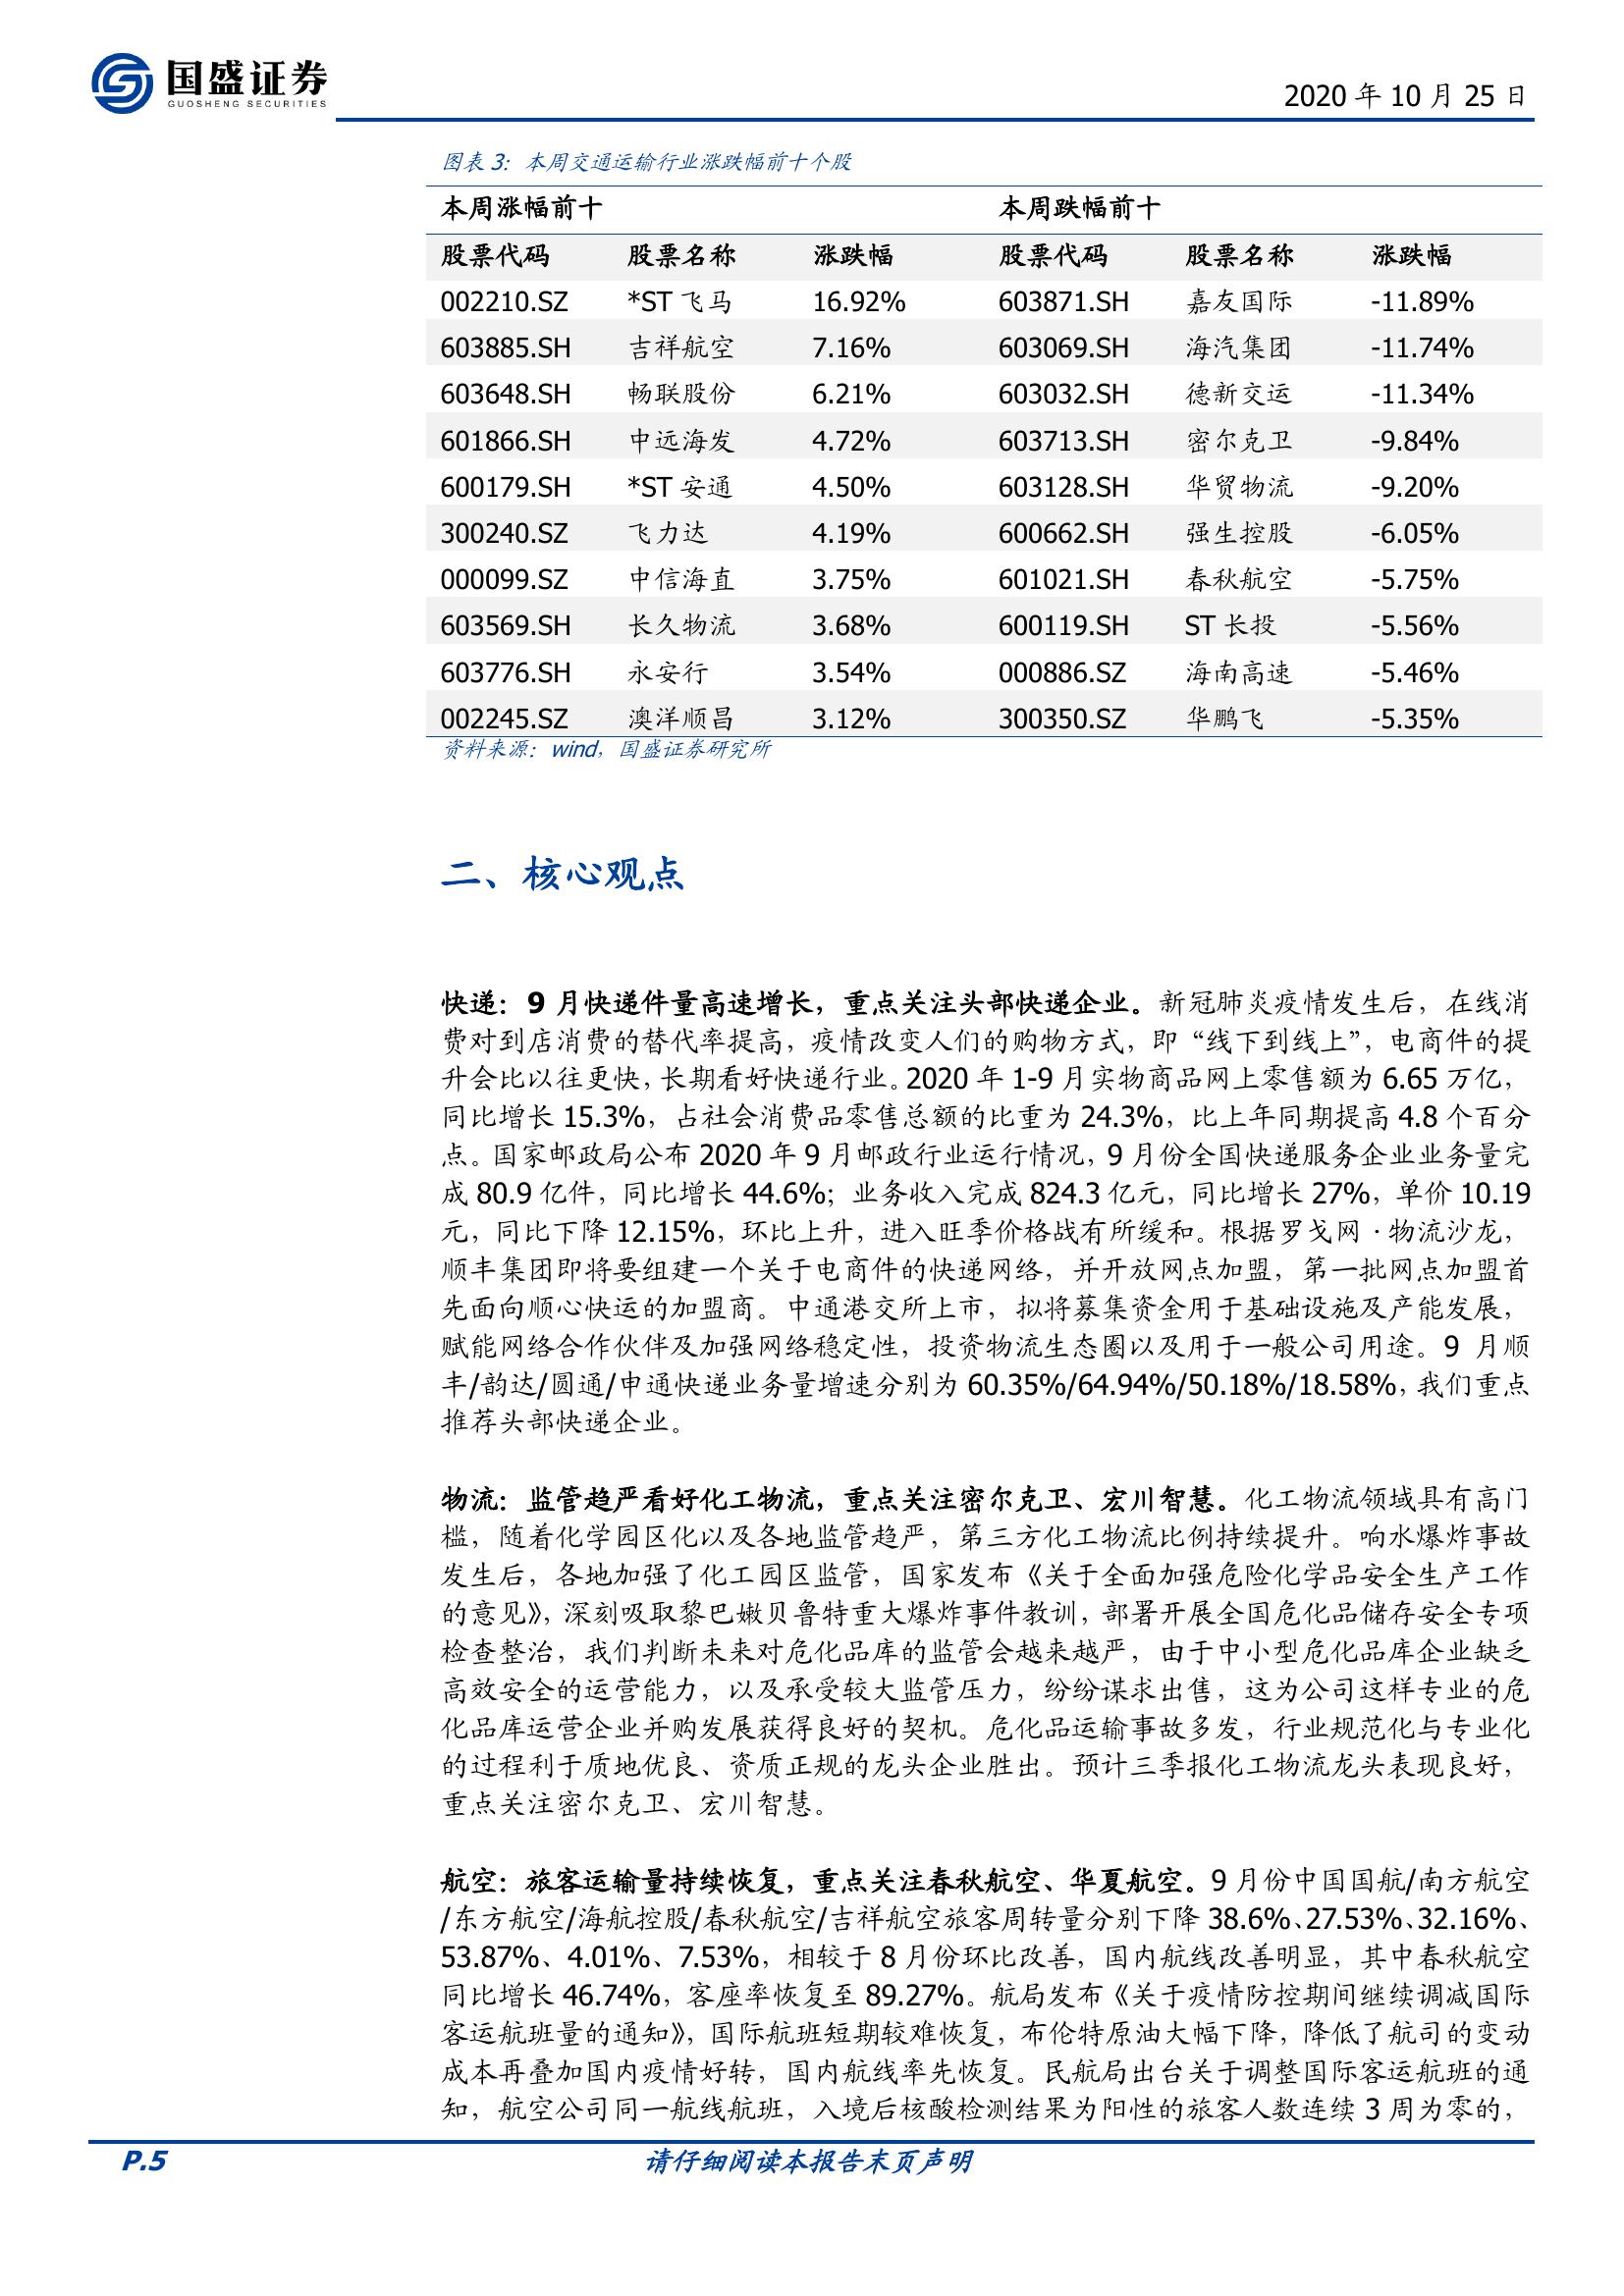 国盛证券
GUOSHENG SECURITIES
2020 年 10 月 25 日
图表 3：本周交通运输行业涨跌幅前十个股
本周涨幅前十 本周跌幅前十
股票代码 股票名称 涨跌幅 股票代码 股票名称 涨跌幅
002210.SZ *ST 飞马 16.92% 603871.SH 嘉友国际 -11.89%
603885.SH 吉祥航空 7.16% 603069.SH 海汽集团 -11.74%
603648.SH 畅联股份 6.21% 603032.SH 德新交运 -11.34%
601866.SH 中远海发 4.72% 603713.SH 密尔克卫 -9.84%
600179.SH *ST 安通 4.50% 603128.SH 华贸物流 -9.20%
300240.SZ 飞力达 4.19% 600662.SH 强生控股 -6.05%
000099.SZ 中信海直 3.75% 601021.SH 春秋航空 -5.75%
603569.SH 长久物流 3.68% 600119.SH ST 长投 -5.56%
603776.SH 永安行 3.54% 000886.SZ 海南高速 -5.46%
002245.SZ 澳洋顺昌 3.12% 300350.SZ 华鹏飞 -5.35%
资料来源：wind，国盛证券研究所
二、核心观点
快递：9 月快递件量高速增长，重点关注头部快递企业。新冠肺炎疫情发生后，在线消
费对到店消费的替代率提高，疫情改变人们的购物方式，即“线下到线上”，电商件的提
升会比以往更快，长期看好快递行业。2020 年 1-9 月实物商品网上零售额为 6.65 万亿，
同比增长 15.3%，占社会消费品零售总额的比重为 24.3%，比上年同期提高 4.8 个百分
点。国家邮政局公布 2020 年 9 月邮政行业运行情况，9 月份全国快递服务企业业务量完
成 80.9 亿件，同比增长 44.6%；业务收入完成 824.3 亿元，同比增长 27%，单价 10.19
元，同比下降 12.15%，环比上升，进入旺季价格战有所缓和。根据罗戈网·物流沙龙，
顺丰集团即将要组建一个关于电商件的快递网络，并开放网点加盟，第一批网点加盟首
先面向顺心快运的加盟商。中通港交所上市，拟将募集资金用于基础设施及产能发展，
赋能网络合作伙伴及加强网络稳定性，投资物流生态圈以及用于一般公司用途。9 月顺
丰/韵达/圆通/申通快递业务量增速分别为 60.35%/64.94%/50.18%/18.58%，我们重点
推荐头部快递企业。
物流：监管趋严看好化工物流，重点关注密尔克卫、宏川智慧。化工物流领域具有高门
槛，随着化学园区化以及各地监管趋严，第三方化工物流比例持续提升。响水爆炸事故
发生后，各地加强了化工园区监管，国家发布《关于全面加强危险化学品安全生产工作
的意见》，深刻吸取黎巴嫩贝鲁特重大爆炸事件教训，部署开展全国危化品储存安全专项
检查整治，我们判断未来对危化品库的监管会越来越严，由于中小型危化品库企业缺乏
高效安全的运营能力，以及承受较大监管压力，纷纷谋求出售，这为公司这样专业的危
化品库运营企业并购发展获得良好的契机。危化品运输事故多发，行业规范化与专业化
的过程利于质地优良、资质正规的龙头企业胜出。预计三季报化工物流龙头表现良好，
重点关注密尔克卫、宏川智慧。
航空：旅客运输量持续恢复，重点关注春秋航空、华夏航空。9 月份中国国航/南方航空
/东方航空/海航控股/春秋航空/吉祥航空旅客周转量分别下降 38.6%、27.53%、32.16%、
53.87%、4.01%、7.53%，相较于 8 月份环比改善，国内航线改善明显，其中春秋航空
同比增长 46.74%，客座率恢复至 89.27%。航局发布《关于疫情防控期间继续调减国际
客运航班量的通知》，国际航班短期较难恢复，布伦特原油大幅下降，降低了航司的变动
成本再叠加国内疫情好转，国内航线率先恢复。民航局出台关于调整国际客运航班的通
知，航空公司同一航线航班，入境后核酸检测结果为阳性的旅客人数连续 3 周为零的，
P.5 请仔细阅读本报告末页声明